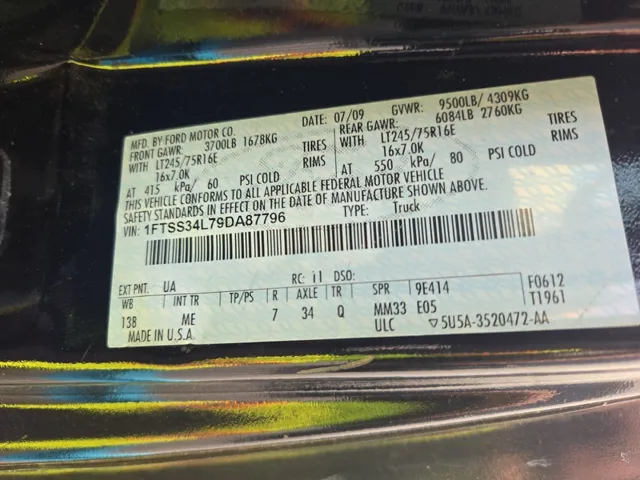 MFD. BY FORD MOTOR CO. DATE: 07/09 GVWR: 9500LB/ 4309KG
FRONT GAWR: 3700LB 1678KG REAR GAWR: 6084LB 2760KG
WITH LT245/75R16E TIRES WITH LT245/75R16E TIRES
16x7.0K RIMS 16x7.0K RIMS
AT 415 kPa/ 60 PSI COLD AT 550 kPa/ 80 PSI COLD
THIS VEHICLE CONFORMS TO ALL APPLICABLE FEDERAL MOTOR VEHICLE
SAFETY STANDARDS IN EFFECT ON THE DATE OF MANUFACTURE SHOWN ABOVE.
VIN: 1FTSS34L79DA87796 TYPE: Truck
EXT PNT. UA RC: i1 DSO: F0612
WB INT TR TP/PS R AXLE TR SPR 9E414 T1961
138 ME 7 34 Q MM33 E05
MADE IN U.S.A. ULC ▽5U5A-3520472-AA